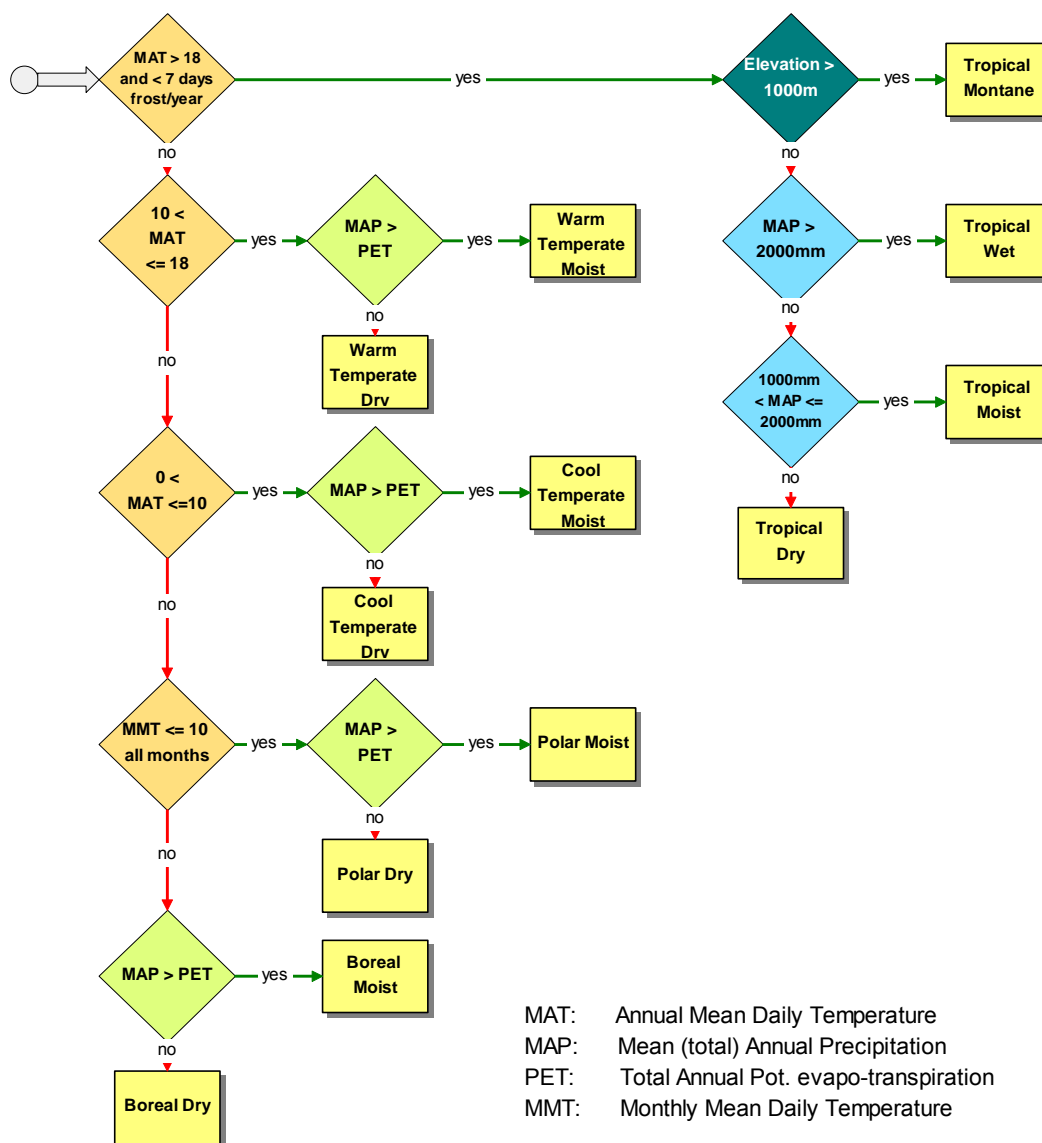 MAT > 18
and < 7 days
frost/year
yes
Elevation >
1000m
yes
Tropical
Montane
no
no
10 <
MAT
<= 18
yes
MAP >
PET
yes
Warm
Temperate
Moist
MAP >
2000mm
yes
Tropical
Wet
no
no
no
Warm
Temperate
Dry
1000mm
< MAP <=
2000mm
yes
Tropical
Moist
0 <
MAT <=10
yes
MAP > PET
yes
Cool
Temperate
Moist
no
Tropical
Dry
no
no
Cool
Temperate
Dry
MMT <= 10
all months
yes
MAP >
PET
yes
Polar Moist
no
no
Polar Dry
MAP > PET
yes
Boreal
Moist
no
Boreal Dry
MAT: Annual Mean Daily Temperature
MAP: Mean (total) Annual Precipitation
PET: Total Annual Pot. evapo-transpiration
MMT: Monthly Mean Daily Temperature